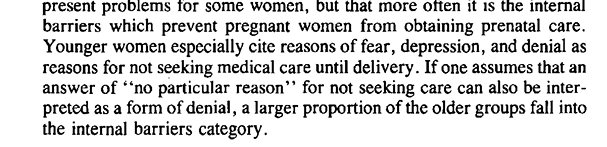 present problems for some women, but that more often it is the internal
barriers which prevent pregnant women from obtaining prenatal care.
Younger women especially cite reasons of fear, depression, and denial as
reasons for not seeking medical care until delivery. If one assumes that an
answer of “no particular reason” for not seeking care can also be inter-
preted as a form of denial, a larger proportion of the older groups fall into
the internal barriers category.